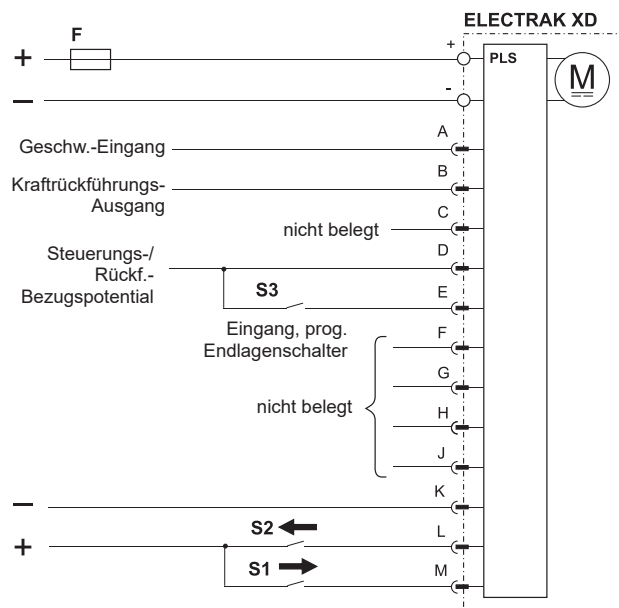 ELECTRAK XD
F
+
+
PLS
M
–
-
A
Geschw.-Eingang
B
Kraftrückführungs-
Ausgang
C
nicht belegt
D
Steuerungs-/
Rückf.-
Bezugspotential
S3
E
Eingang, prog.
Endlagenschalter
F
G
nicht belegt
H
J
K
–
S2
L
+
S1
M